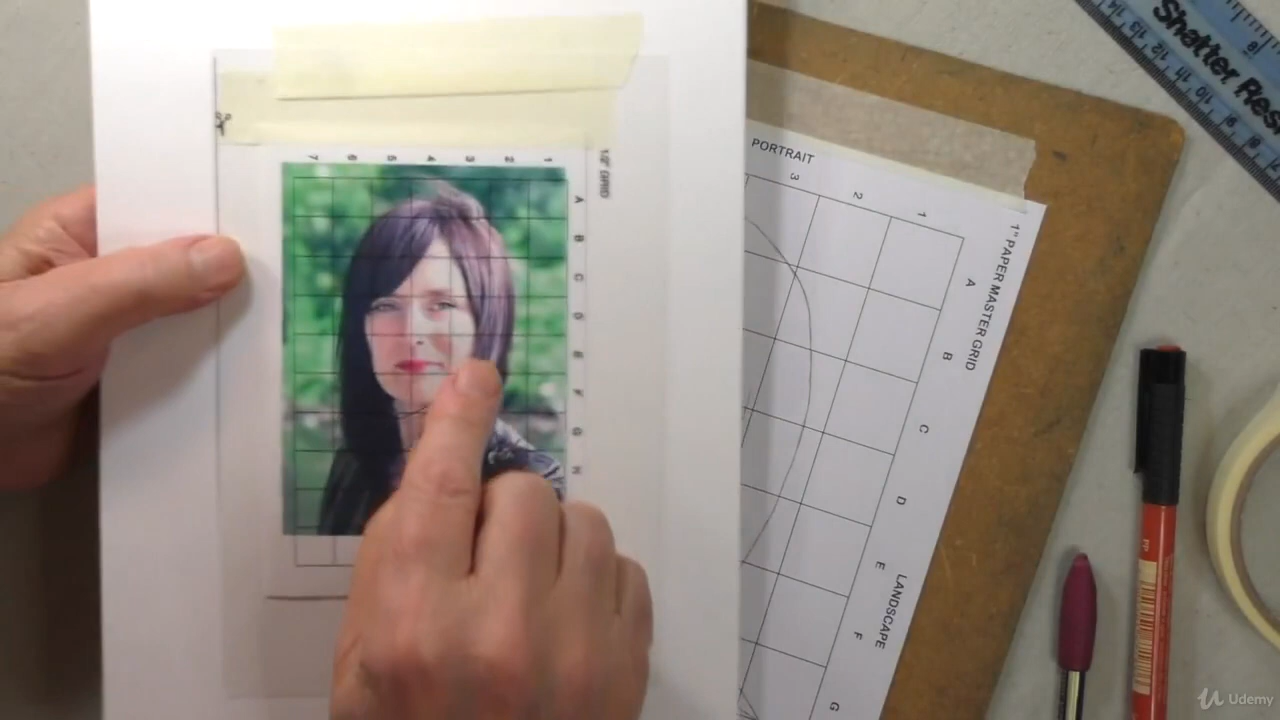 7 6 5 4 3 2 1
1/2" GRID
A
B
C
D
E
F
G
H
PORTRAIT
3 2 1
1" PAPER MASTER GRID
A
B
C
D
E
F
G
LANDSCAPE
Shatter Res
Udemy